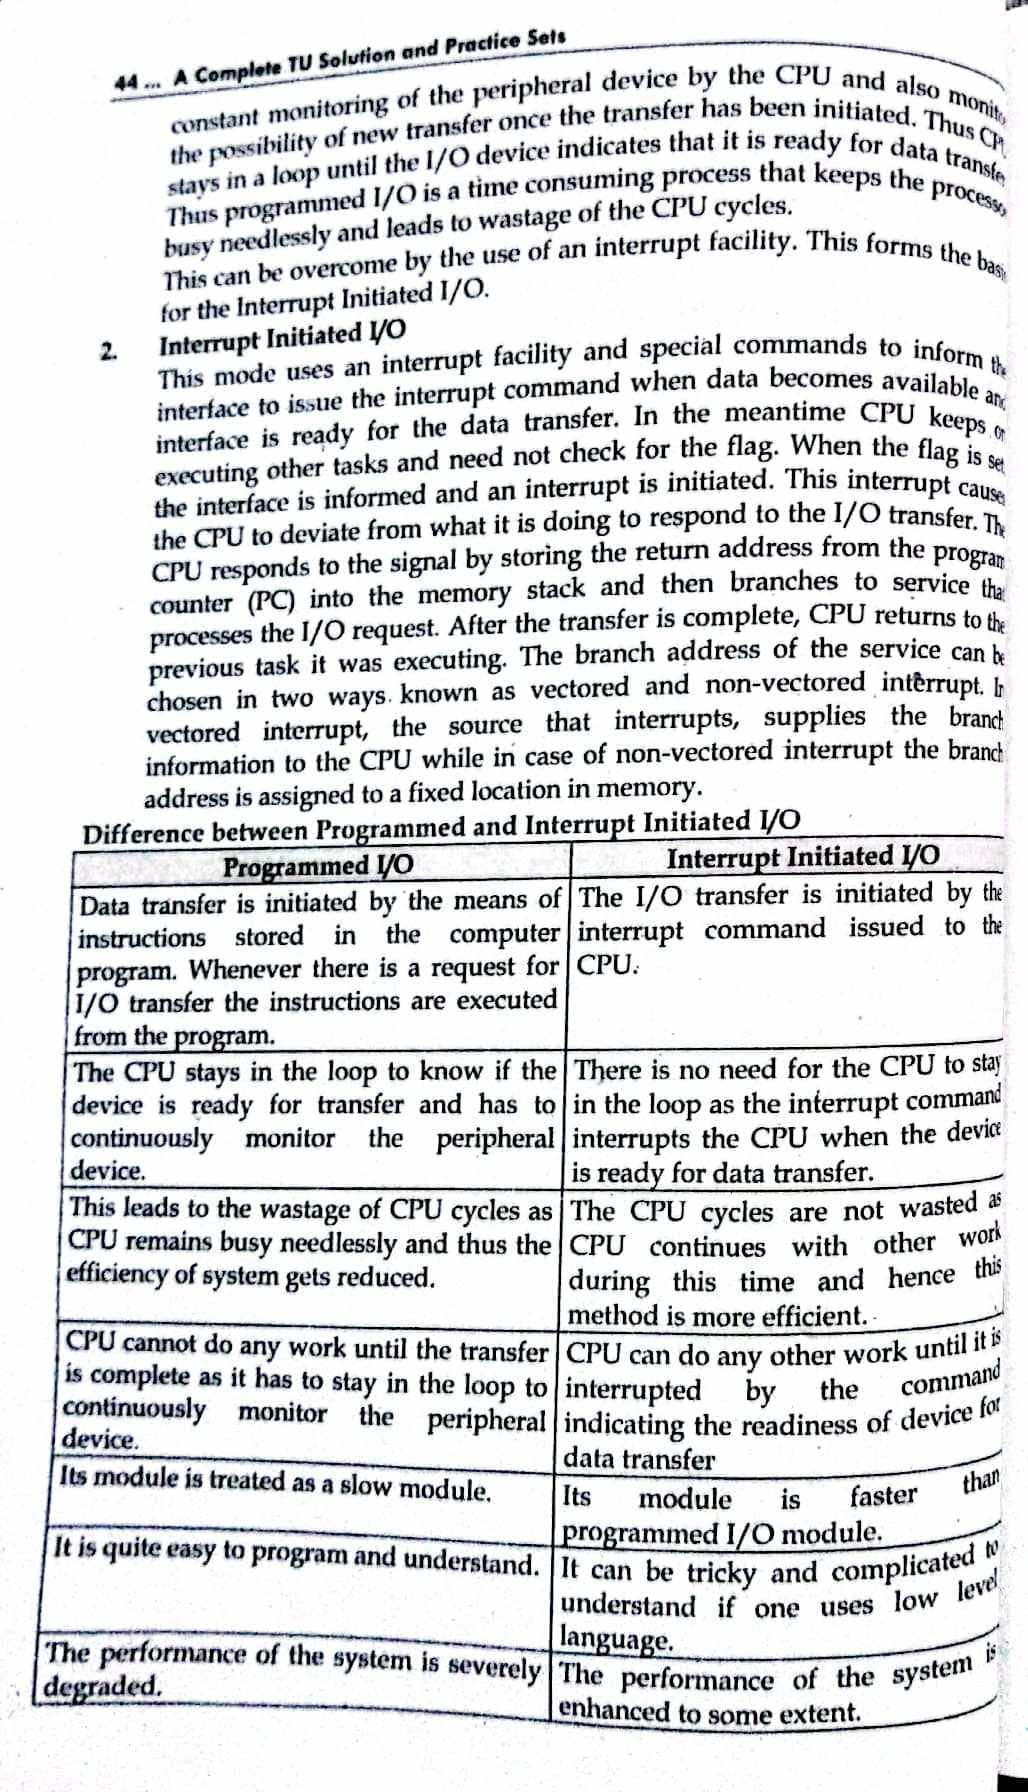 44 ... A Complete TU Solution and Practice Sets
constant monitoring of the peripheral device by the CPU and also
the possibility of new transfer once the transfer has been initiated. Thus
stays in a loop until the I/O device indicates that it is ready for data
Thus programmed I/O is a time consuming process that keeps the
busy needlessly and leads to wastage of the CPU cycles.
This can be overcome by the use of an interrupt facility. This forms the
for the Interrupt Initiated I/O.
2. Interrupt Initiated I/O
This mode uses an interrupt facility and special commands to inform
interface to issue the interrupt command when data becomes available
interface is ready for the data transfer. In the meantime CPU keeps
executing other tasks and need not check for the flag. When the flag is set
the interface is informed and an interrupt is initiated. This interrupt
the CPU to deviate from what it is doing to respond to the I/O transfer.
CPU responds to the signal by storing the return address from the
counter (PC) into the memory stack and then branches to service
processes the I/O request. After the transfer is complete, CPU returns to the
previous task it was executing. The branch address of the service can
chosen in two ways known as vectored and non-vectored interrupt.
vectored interrupt, the source that interrupts, supplies the branch
information to the CPU while in case of non-vectored interrupt the branch
address is assigned to a fixed location in memory.
Difference between Programmed and Interrupt Initiated I/O
Programmed I/O
Interrupt Initiated I/O
Data transfer is initiated by the means of
instructions stored in the computer
program. Whenever there is a request for
I/O transfer the instructions are executed
from the program.
The I/O transfer is initiated by the
interrupt command issued to the
CPU.
The CPU stays in the loop to know if the
device is ready for transfer and has to
continuously monitor the peripheral
device.
There is no need for the CPU to stay
in the loop as the interrupt command
interrupts the CPU when the device
is ready for data transfer.
This leads to the wastage of CPU cycles as
CPU remains busy needlessly and thus the
efficiency of system gets reduced.
The CPU cycles are not wasted as
CPU continues with other work
during this time and hence this
method is more efficient.
CPU cannot do any work until the transfer
is complete as it has to stay in the loop to
continuously monitor the peripheral
device.
CPU can do any other work until it is
interrupted by the command
indicating the readiness of device for
data transfer
Its module is treated as a slow module.
Its module is faster than
programmed I/O module.
It is quite easy to program and understand.
It can be tricky and complicated to
understand if one uses low level
language.
The performance of the system is severely
degraded.
The performance of the system is
enhanced to some extent.